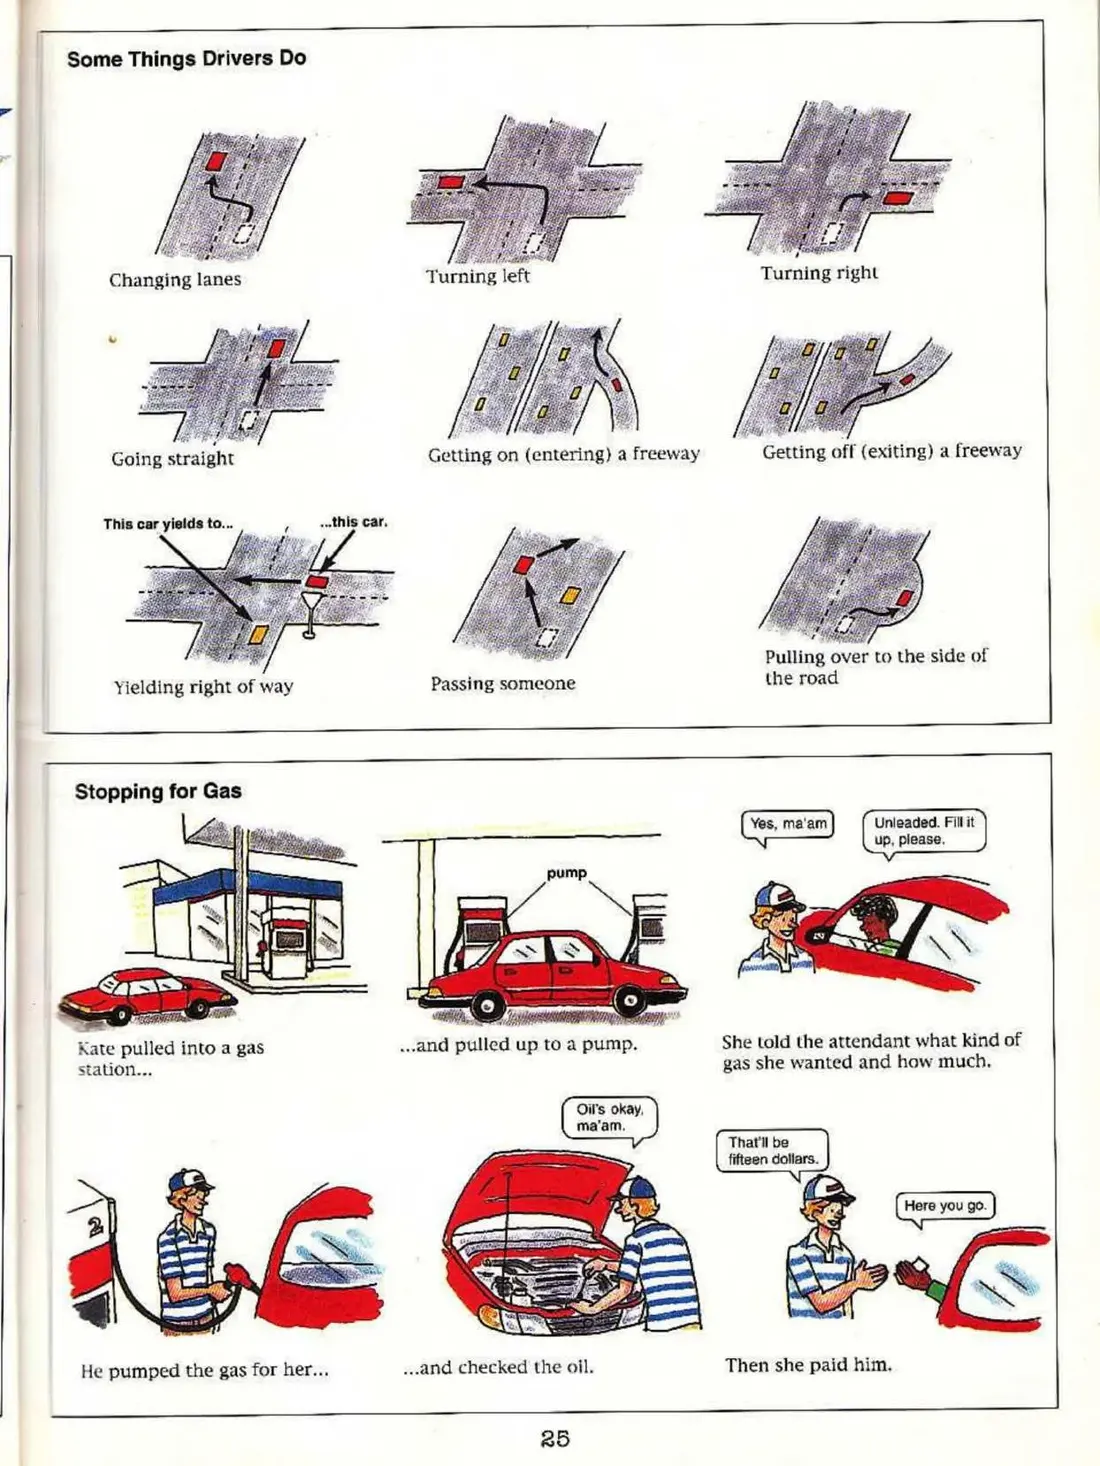 Some Things Drivers Do
Changing lanes
Turning left
Turning right
Going straight
Getting on (entering) a freeway
Getting off (exiting) a freeway
This car yields to...
...this car.
Yielding right of way
Passing someone
Pulling over to the side of
the road
Stopping for Gas
Kate pulled into a gas
station...
pump
...and pulled up to a pump.
Yes, ma'am
Unleaded. Fill it
up, please.
She told the attendant what kind of
gas she wanted and how much.
2
He pumped the gas for her...
Oil's okay,
ma'am.
...and checked the oil.
That'll be
fifteen dollars.
Here you go.
Then she paid him.
25